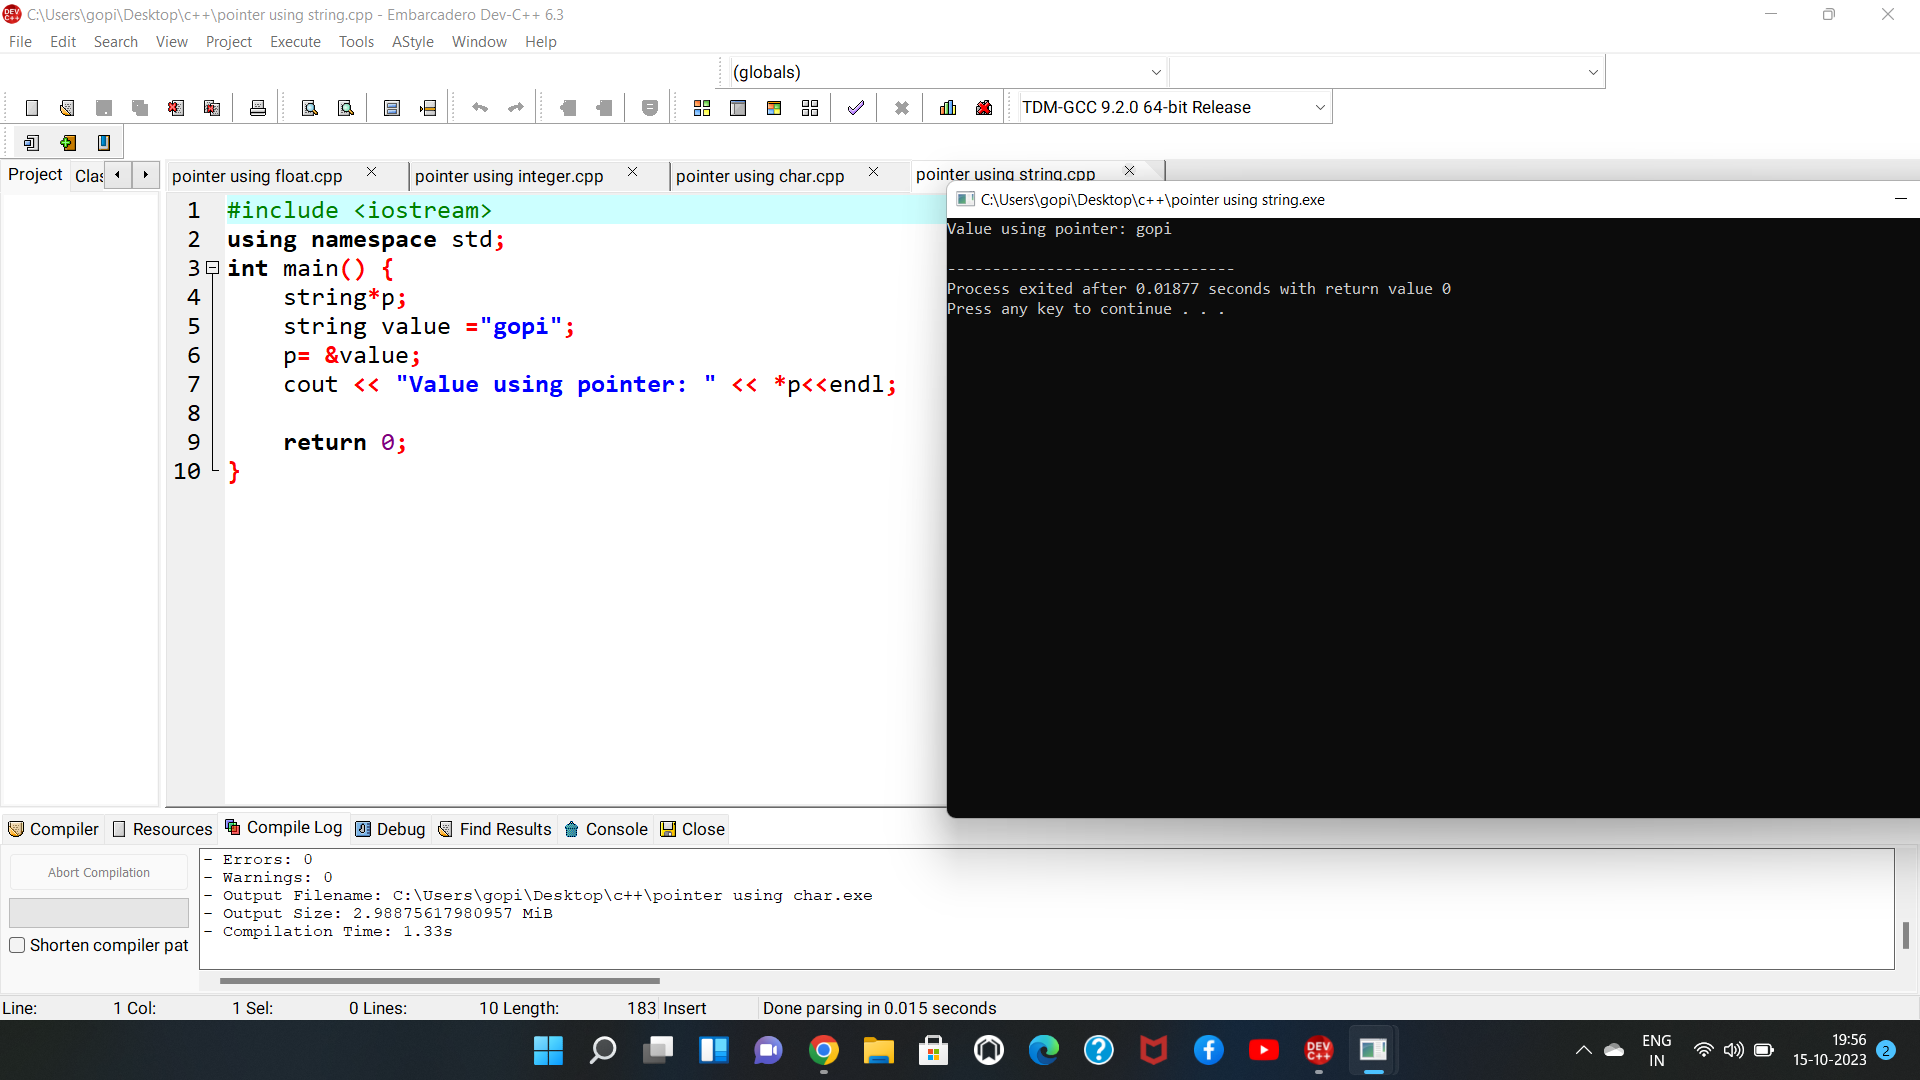 C:\Users\gopi\Desktop\c++\pointer using string.cpp - Embarcadero Dev-C++ 6.3
File Edit Search View Project Execute Tools AStyle Window Help
(globals)
TDM-GCC 9.2.0 64-bit Release
Project Clas pointer using float.cpp pointer using integer.cpp pointer using char.cpp pointer using string.cpp
1 #include <iostream>
2 using namespace std;
3 int main() {
4 string*p;
5 string value ="gopi";
6 p= &value;
7 cout << "Value using pointer: " << *p<<endl;
8
9 return 0;
10 }
C:\Users\gopi\Desktop\c++\pointer using string.exe
Value using pointer: gopi
--------------------------------
Process exited after 0.01877 seconds with return value 0
Press any key to continue . . .
Compiler Resources Compile Log Debug Find Results Console Close
Abort Compilation
Shorten compiler pat
- Errors: 0
- Warnings: 0
- Output Filename: C:\Users\gopi\Desktop\c++\pointer using char.exe
- Output Size: 2.98875617980957 MiB
- Compilation Time: 1.33s
Line: 1 Col: 1 Sel: 0 Lines: 10 Length: 183 Insert Done parsing in 0.015 seconds
DEV C++
ENG
IN
19:56
15-10-2023
2